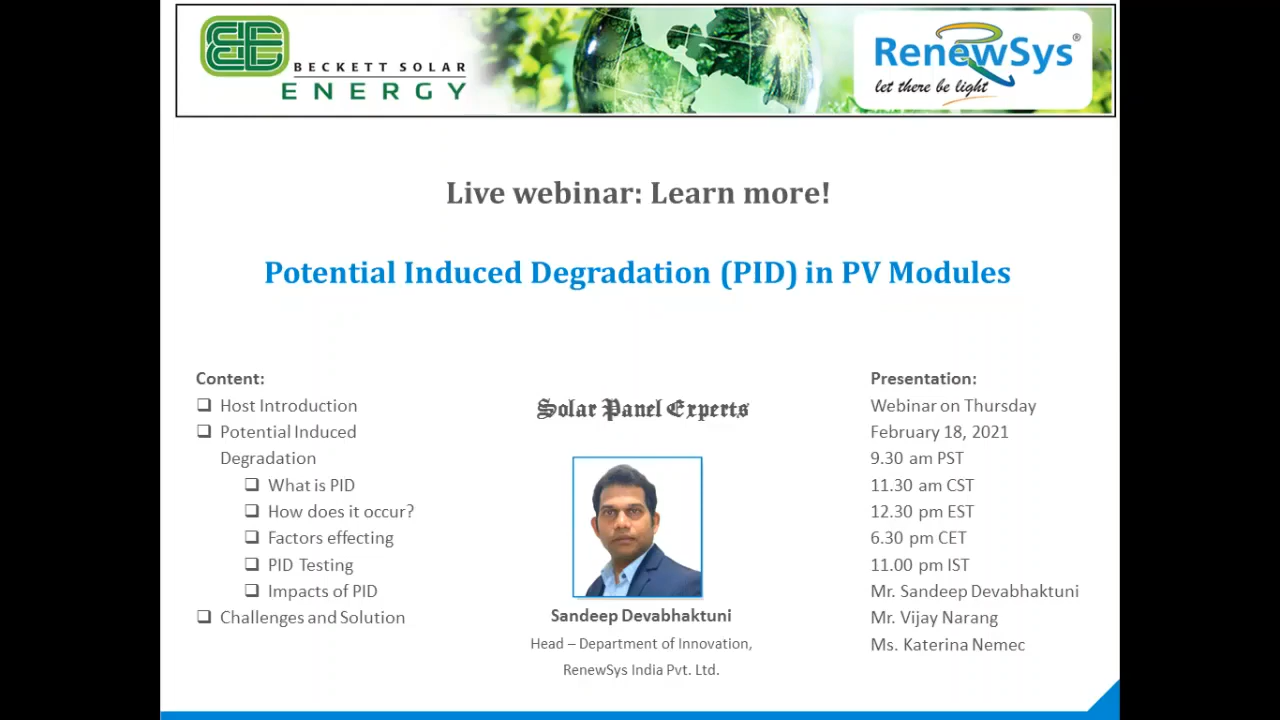 BECKETT SOLAR
ENERGY
RenewSys®
let there be light
Live webinar: Learn more!
Potential Induced Degradation (PID) in PV Modules
Content:
Host Introduction
Potential Induced
Degradation
What is PID
How does it occur?
Factors effecting
PID Testing
Impacts of PID
Challenges and Solution
Solar Panel Experts
Sandeep Devabhaktuni
Head – Department of Innovation,
RenewSys India Pvt. Ltd.
Presentation:
Webinar on Thursday
February 18, 2021
9.30 am PST
11.30 am CST
12.30 pm EST
6.30 pm CET
11.00 pm IST
Mr. Sandeep Devabhaktuni
Mr. Vijay Narang
Ms. Katerina Nemec